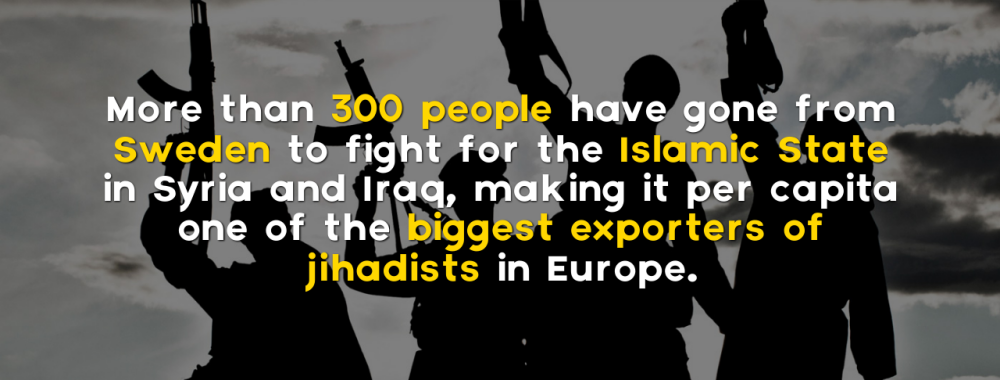 More than 300 people have gone from
Sweden to fight for the Islamic State
in Syria and Iraq, making it per capita
one of the biggest exporters of
jihadists in Europe.